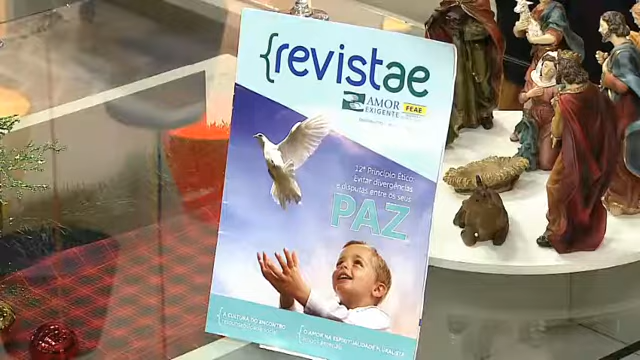 {revistae
AMOR
EXIGENTE
FEAE
12º Princípio Ético:
Evitar divergências
e disputas entre os seus
PAZ
A CULTURA DO ENCONTRO
O AMOR NA ESPIRITUALIDADE PLURALISTA